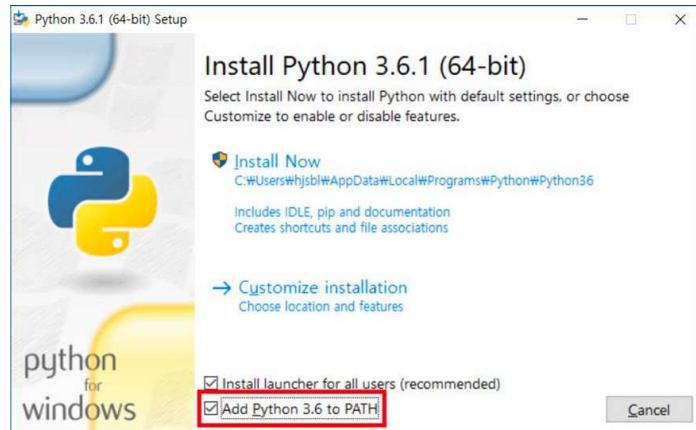 Python 3.6.1 (64-bit) Setup
Install Python 3.6.1 (64-bit)
Select Install Now to install Python with default settings, or choose
Customize to enable or disable features.
Install Now
C:₩Users₩hjsbl₩AppData₩Local₩Programs₩Python₩Python36
Includes IDLE, pip and documentation
Creates shortcuts and file associations
Customize installation
Choose location and features
python
for
windows
Install launcher for all users (recommended)
Add Python 3.6 to PATH
Cancel